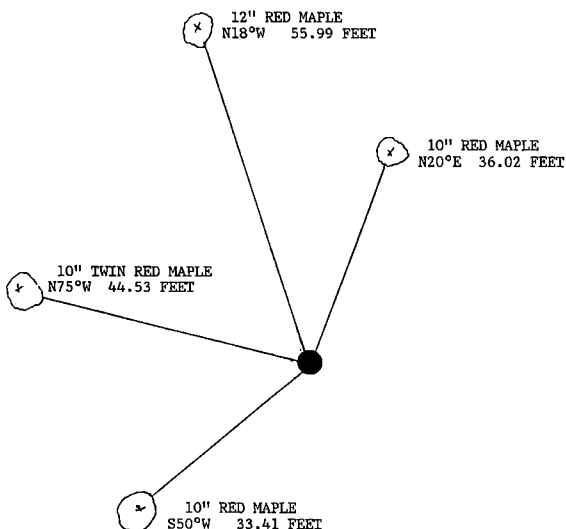 12" RED MAPLE
N18°W 55.99 FEET
10" RED MAPLE
N20°E 36.02 FEET
10" TWIN RED MAPLE
N75°W 44.53 FEET
10" RED MAPLE
S50°W 33.41 FEET